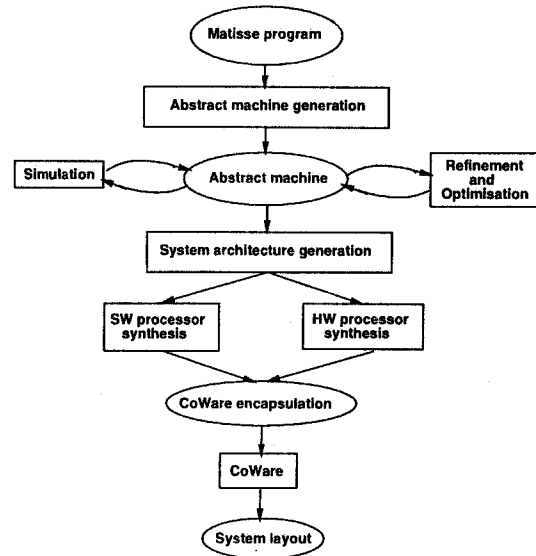 Matisse program
Abstract machine generation
Simulation
Abstract machine
Refinement
and
Optimisation
System architecture generation
SW processor
synthesis
HW processor
synthesis
CoWare encapsulation
CoWare
System layout